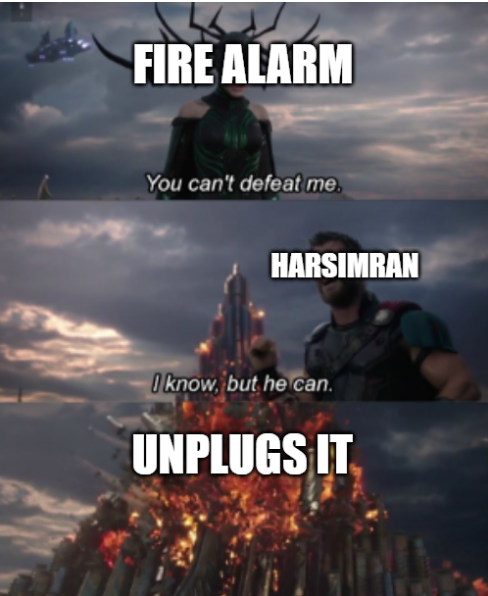 FIRE ALARM
You can't defeat me.
HARSIMRAN
I know, but he can.
UNPLUGS IT